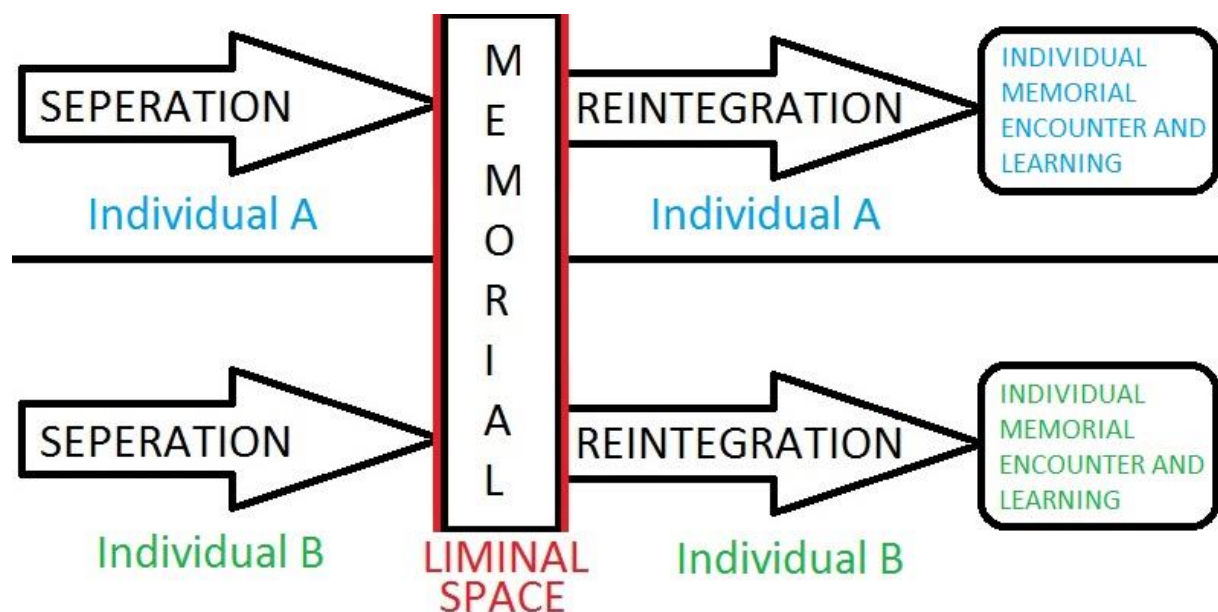 SEPERATION
Individual A
MEMORIAL
REINTEGRATION
Individual A
INDIVIDUAL
MEMORIAL
ENCOUNTER AND
LEARNING
SEPERATION
Individual B
LIMINAL
SPACE
REINTEGRATION
Individual B
INDIVIDUAL
MEMORIAL
ENCOUNTER AND
LEARNING